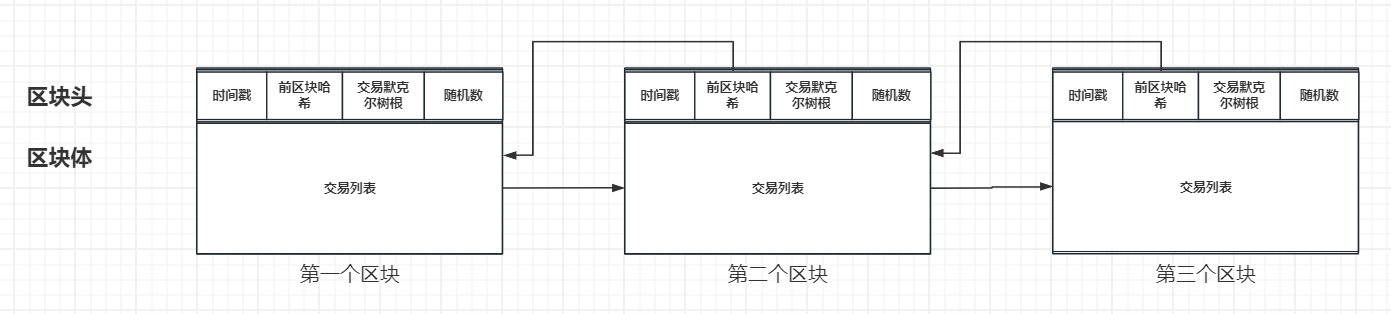 区块头
时间戳
前区块哈
希
交易默克
尔树根
随机数
时间戳
前区块哈
希
交易默克
尔树根
随机数
时间戳
前区块哈
希
交易默克
尔树根
随机数
区块体
交易列表
交易列表
交易列表
第一个区块
第二个区块
第三个区块